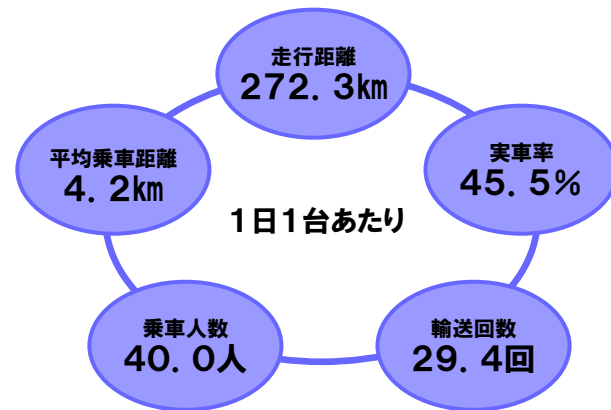 走行距離
272．3㎞
平均乗車距離
4．2㎞
実車率
45．5％
1日1台あたり
乗車人数
40．0人
輸送回数
29．4回